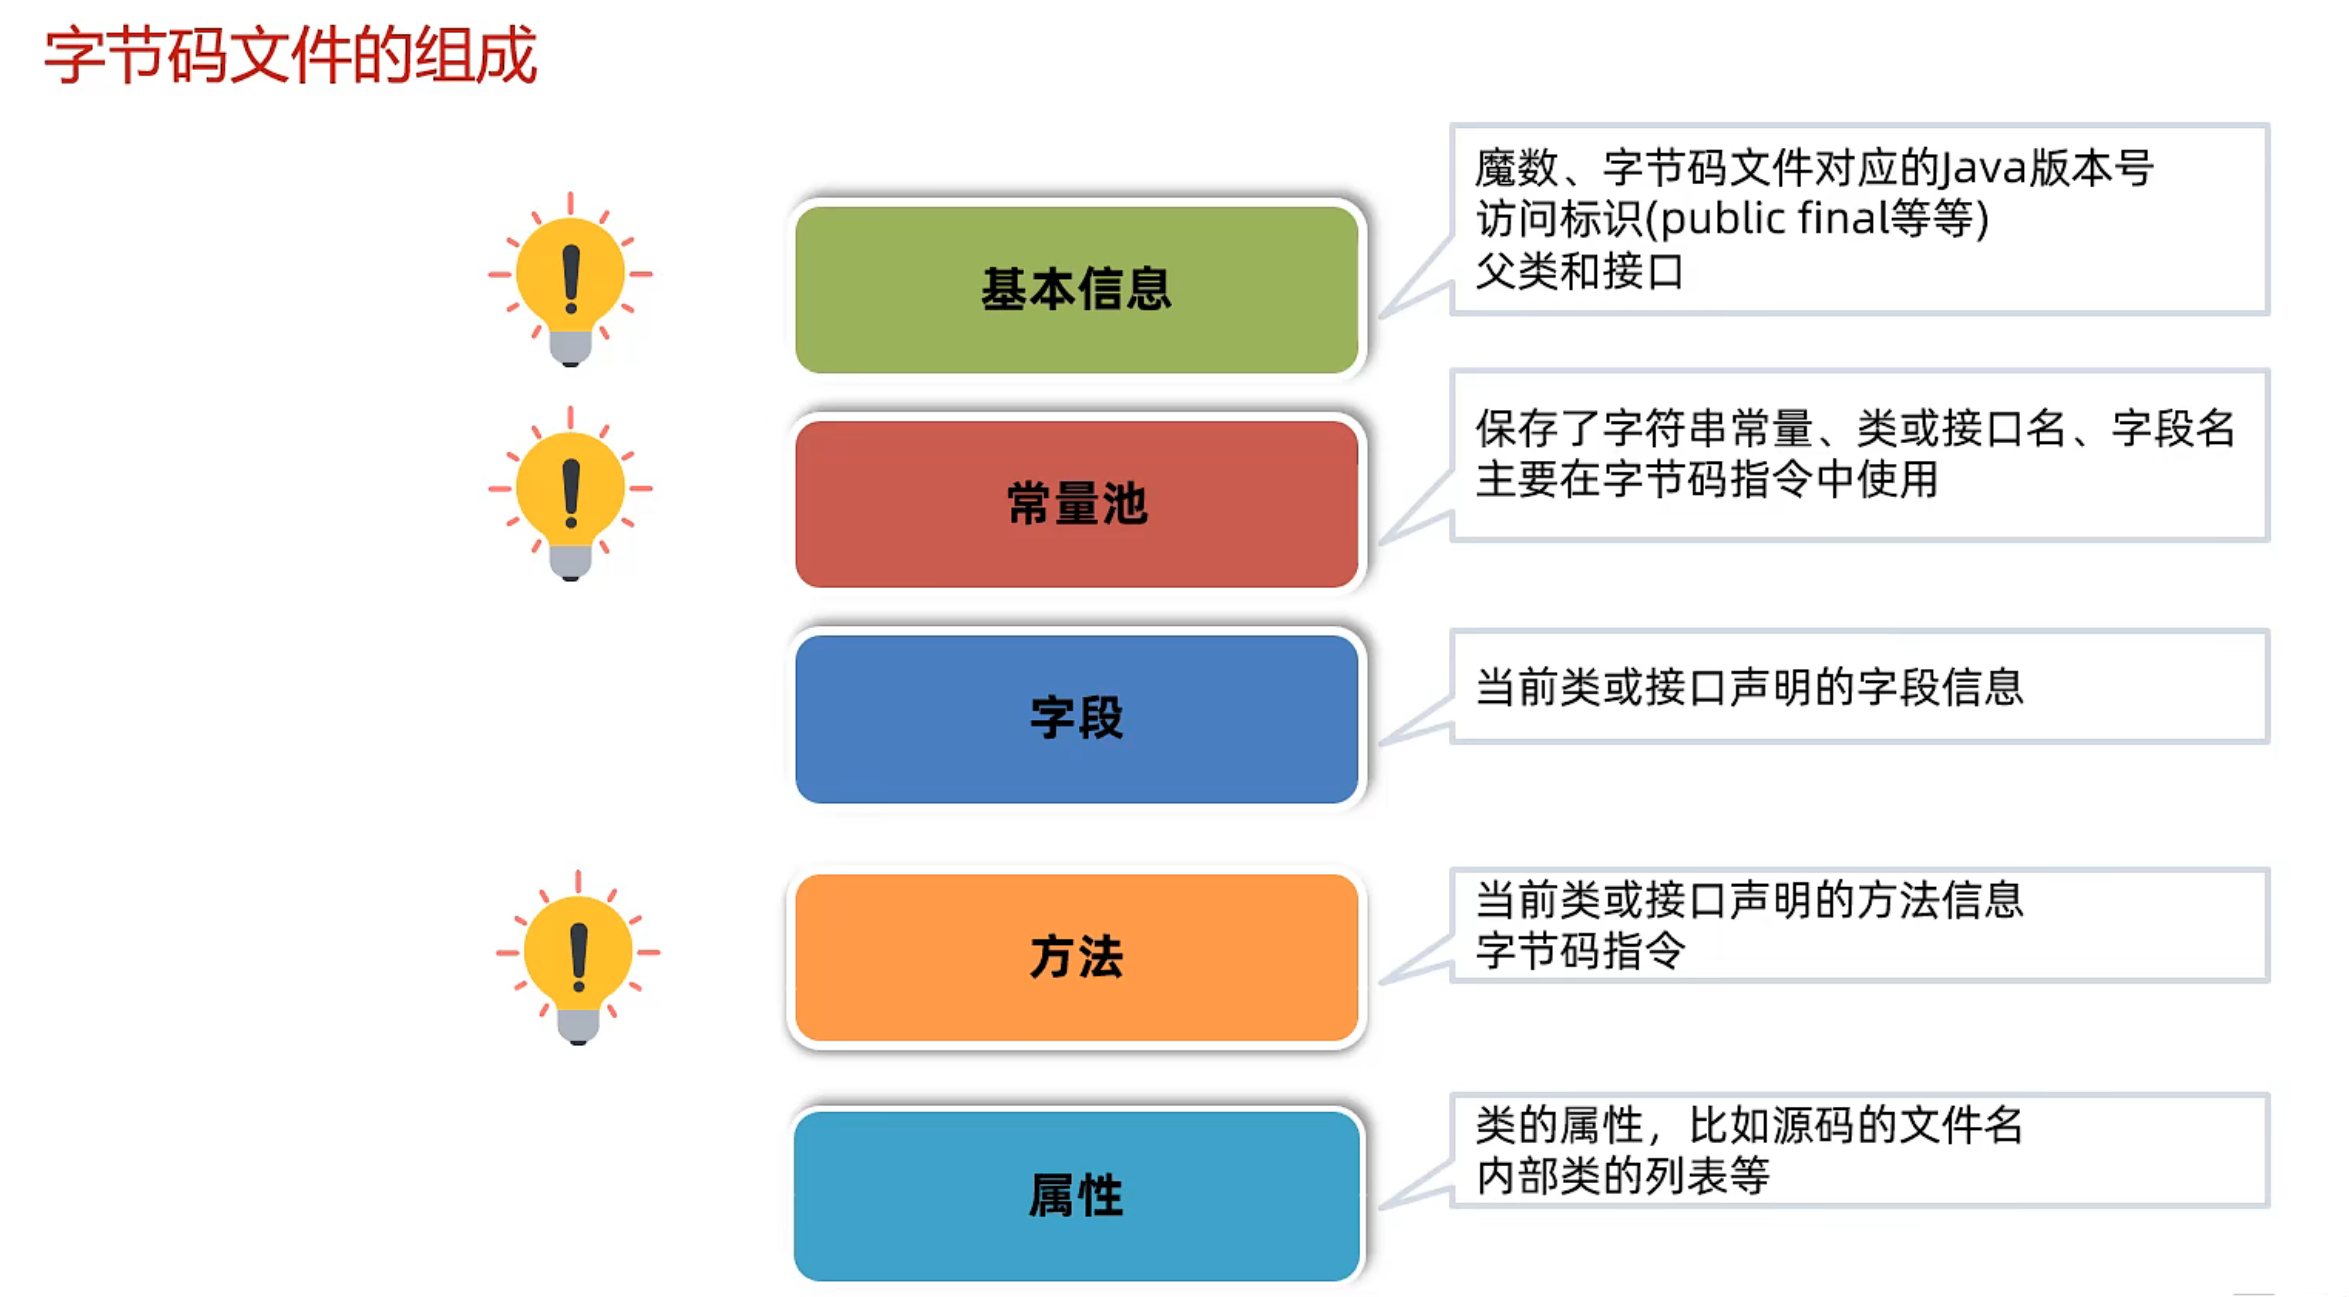 字节码文件的组成
基本信息
魔数、字节码文件对应的Java版本号
访问标识(public final等等)
父类和接口
常量池
保存了字符串常量、类或接口名、字段名
主要在字节码指令中使用
字段
当前类或接口声明的字段信息
方法
当前类或接口声明的方法信息
字节码指令
属性
类的属性，比如源码的文件名
内部类的列表等